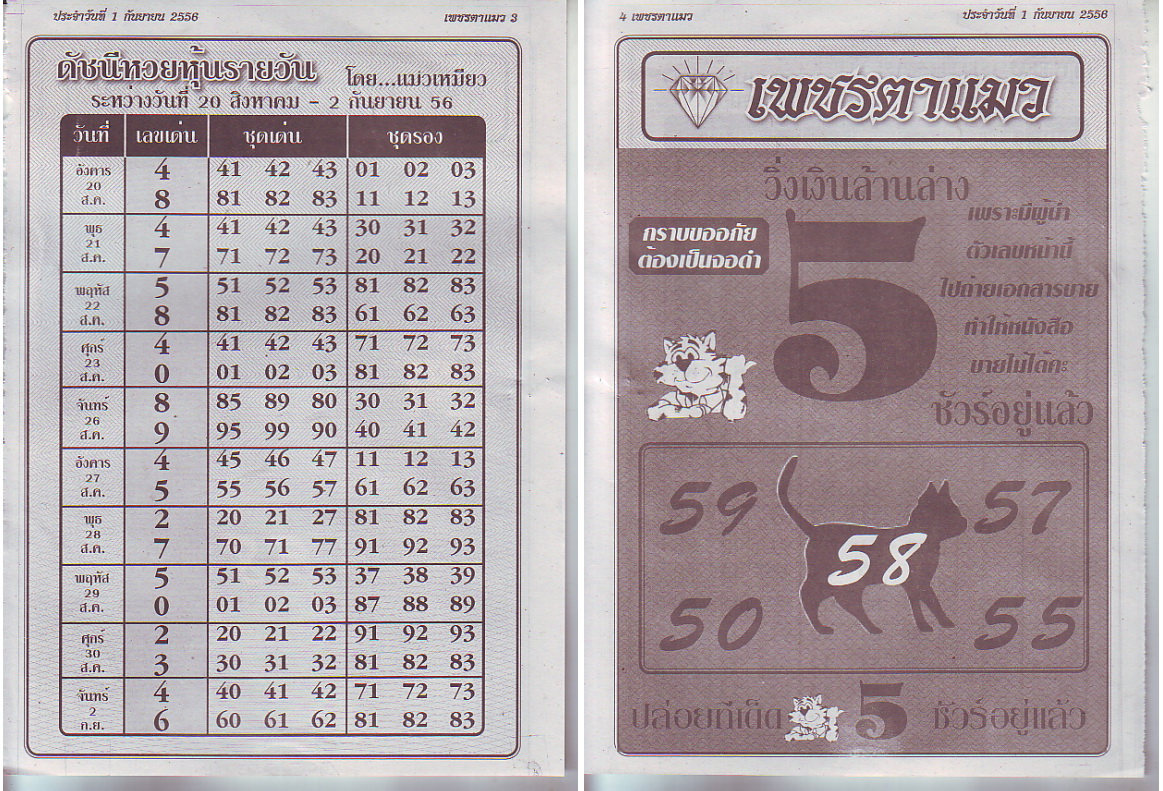 ประจำวันที่ 1 กันยายน 2556
เพชรตาแมว 3
ดัชนีหวยหุ้นรายวัน โดย...แมวเหมียว
ระหว่างวันที่ 20 สิงหาคม - 2 กันยายน 56
วันที่ เลขเด่น ชุดเด่น ชุดรอง
อังคาร 20 ส.ค.
4 41 42 43 01 02 03
8 81 82 83 11 12 13
พุธ 21 ส.ค.
4 41 42 43 30 31 32
7 71 72 73 20 21 22
พฤหัส 22 ส.ค.
5 51 52 53 81 82 83
8 81 82 83 61 62 63
ศุกร์ 23 ส.ค.
4 41 42 43 71 72 73
0 01 02 03 81 82 83
จันทร์ 26 ส.ค.
8 85 89 80 30 31 32
9 95 99 90 40 41 42
อังคาร 27 ส.ค.
4 45 46 47 11 12 13
5 55 56 57 61 62 63
พุธ 28 ส.ค.
2 20 21 27 81 82 83
7 70 71 77 91 92 93
พฤหัส 29 ส.ค.
5 51 52 53 37 38 39
0 01 02 03 87 88 89
ศุกร์ 30 ส.ค.
2 20 21 22 91 92 93
3 30 31 32 81 82 83
จันทร์ 2 ก.ย.
4 40 41 42 71 72 73
6 60 61 62 81 82 83
4 เพชรตาแมว
ประจำวันที่ 1 กันยายน 2556
เพชรตาแมว
วิ่งเงินล้านล่าง
กราบขออภัย
ต้องเป็นจอดำ
5
เพราะมีผู้นำ
ตัวเลขหน้านี้
ไปถ่ายเอกสารขาย
ทำให้หนังสือ
ขายไม่ได้คะ
ชัวร์อยู่แล้ว
59 57
58
50 55
ปล่อยทีเด็ด 5 ชัวร์อยู่แล้ว